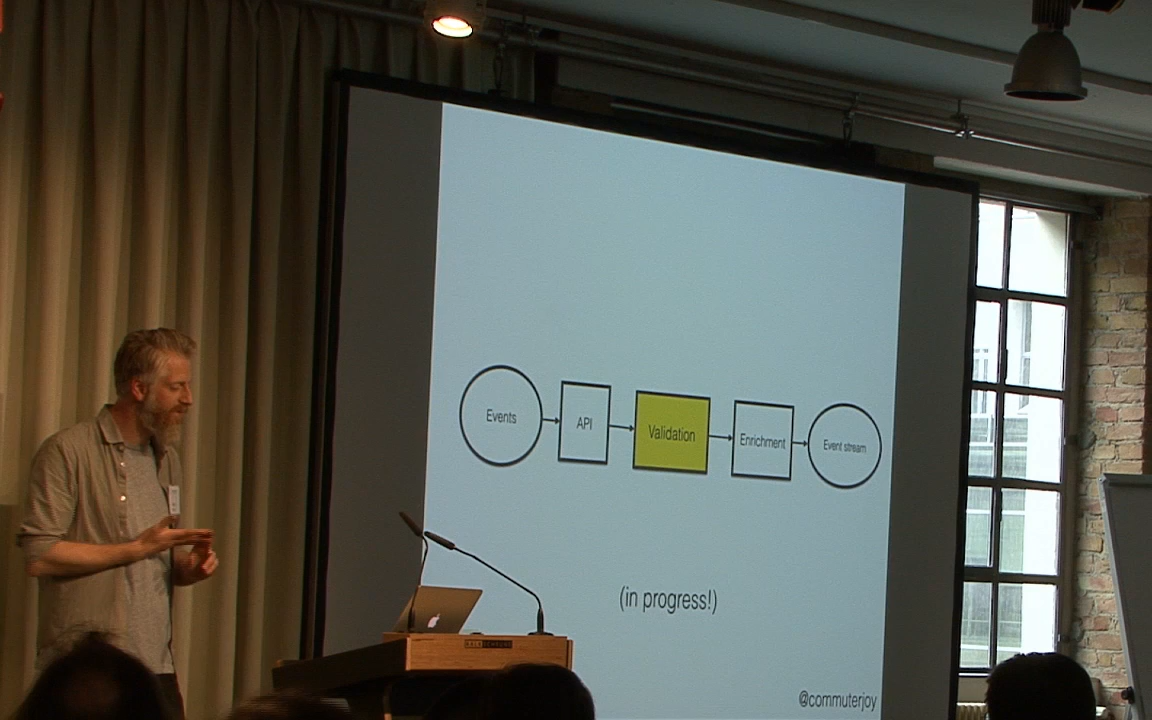 Events
API
Validation
Enrichment
Event stream
(in progress!)
@commuterjoy